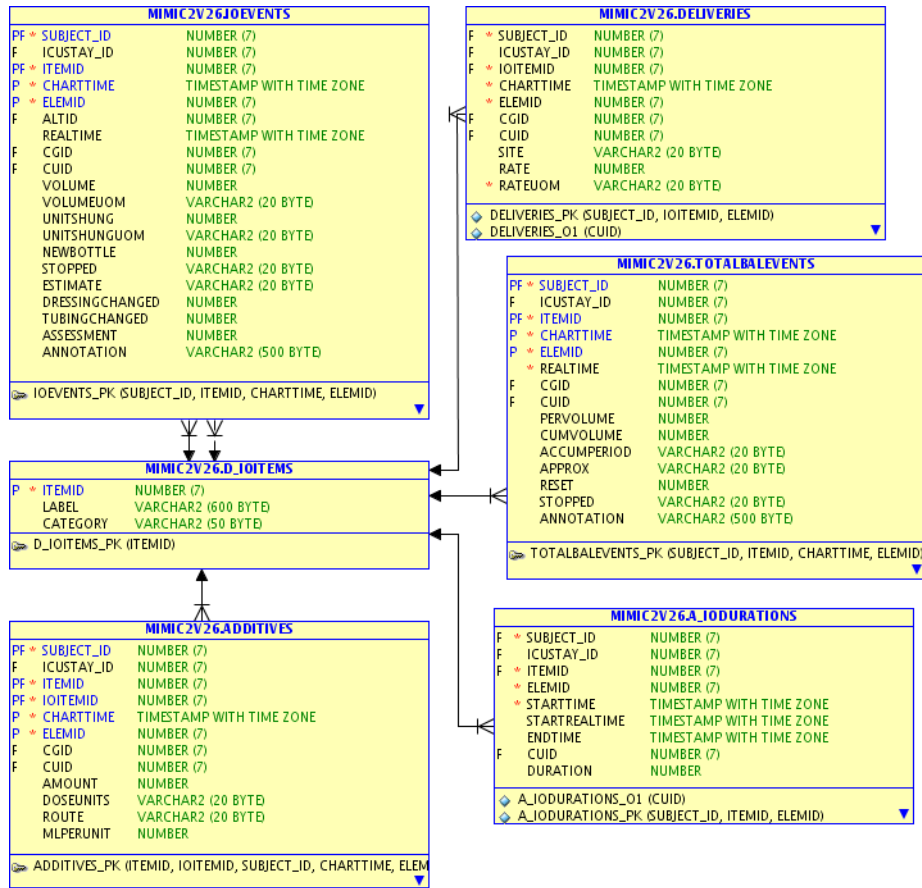 MIMIC2V26.IOEVENTS
PF * SUBJECT_ID NUMBER (7)
F ICUSTAY_ID NUMBER (7)
PF * ITEMID NUMBER (7)
P * CHARTTIME TIMESTAMP WITH TIME ZONE
P * ELEMID NUMBER (7)
F ALTID NUMBER (7)
REALTIME TIMESTAMP WITH TIME ZONE
F CGID NUMBER (7)
F CUID NUMBER (7)
VOLUME NUMBER
VOLUMEUOM VARCHAR2 (20 BYTE)
UNITSHUNG NUMBER
UNITSHUNGUOM VARCHAR2 (20 BYTE)
NEWBOTTLE NUMBER
STOPPED VARCHAR2 (20 BYTE)
ESTIMATE VARCHAR2 (20 BYTE)
DRESSINGCHANGED NUMBER
TUBINGCHANGED NUMBER
ASSESSMENT NUMBER
ANNOTATION VARCHAR2 (500 BYTE)
IOEVENTS_PK (SUBJECT_ID, ITEMID, CHARTTIME, ELEMID)
MIMIC2V26.DELIVERIES
F * SUBJECT_ID NUMBER (7)
F ICUSTAY_ID NUMBER (7)
F * IOITEMID NUMBER (7)
* CHARTTIME TIMESTAMP WITH TIME ZONE
* ELEMID NUMBER (7)
F CGID NUMBER (7)
F CUID NUMBER (7)
SITE VARCHAR2 (20 BYTE)
RATE NUMBER
* RATEUOM VARCHAR2 (20 BYTE)
DELIVERIES_PK (SUBJECT_ID, IOITEMID, ELEMID)
DELIVERIES_O1 (CUID)
MIMIC2V26.TOTALBALEVENTS
PF * SUBJECT_ID NUMBER (7)
F ICUSTAY_ID NUMBER (7)
PF * ITEMID NUMBER (7)
P * CHARTTIME TIMESTAMP WITH TIME ZONE
P * ELEMID NUMBER (7)
* REALTIME TIMESTAMP WITH TIME ZONE
F CGID NUMBER (7)
F CUID NUMBER (7)
PERVOLUME NUMBER
CUMVOLUME NUMBER
ACCUMPERIOD VARCHAR2 (20 BYTE)
APPROX VARCHAR2 (20 BYTE)
RESET NUMBER
STOPPED VARCHAR2 (20 BYTE)
ANNOTATION VARCHAR2 (500 BYTE)
TOTALBALEVENTS_PK (SUBJECT_ID, ITEMID, CHARTTIME, ELEMID)
MIMIC2V26.D_IOITEMS
P * ITEMID NUMBER (7)
LABEL VARCHAR2 (600 BYTE)
CATEGORY VARCHAR2 (50 BYTE)
D_IOITEMS_PK (ITEMID)
MIMIC2V26.ADDITIVES
PF * SUBJECT_ID NUMBER (7)
F ICUSTAY_ID NUMBER (7)
PF * ITEMID NUMBER (7)
PF * IOITEMID NUMBER (7)
P * CHARTTIME TIMESTAMP WITH TIME ZONE
P * ELEMID NUMBER (7)
F CGID NUMBER (7)
F CUID NUMBER (7)
AMOUNT NUMBER
DOSEUNITS VARCHAR2 (20 BYTE)
ROUTE VARCHAR2 (20 BYTE)
MLPERUNIT NUMBER
ADDITIVES_PK (ITEMID, IOITEMID, SUBJECT_ID, CHARTTIME, ELEM
MIMIC2V26.A_IODURATIONS
F * SUBJECT_ID NUMBER (7)
F ICUSTAY_ID NUMBER (7)
F * ITEMID NUMBER (7)
* ELEMID NUMBER (7)
* STARTTIME TIMESTAMP WITH TIME ZONE
STARTREALTIME TIMESTAMP WITH TIME ZONE
ENDTIME TIMESTAMP WITH TIME ZONE
F CUID NUMBER (7)
DURATION NUMBER
A_IODURATIONS_O1 (CUID)
A_IODURATIONS_PK (SUBJECT_ID, ITEMID, ELEMID)